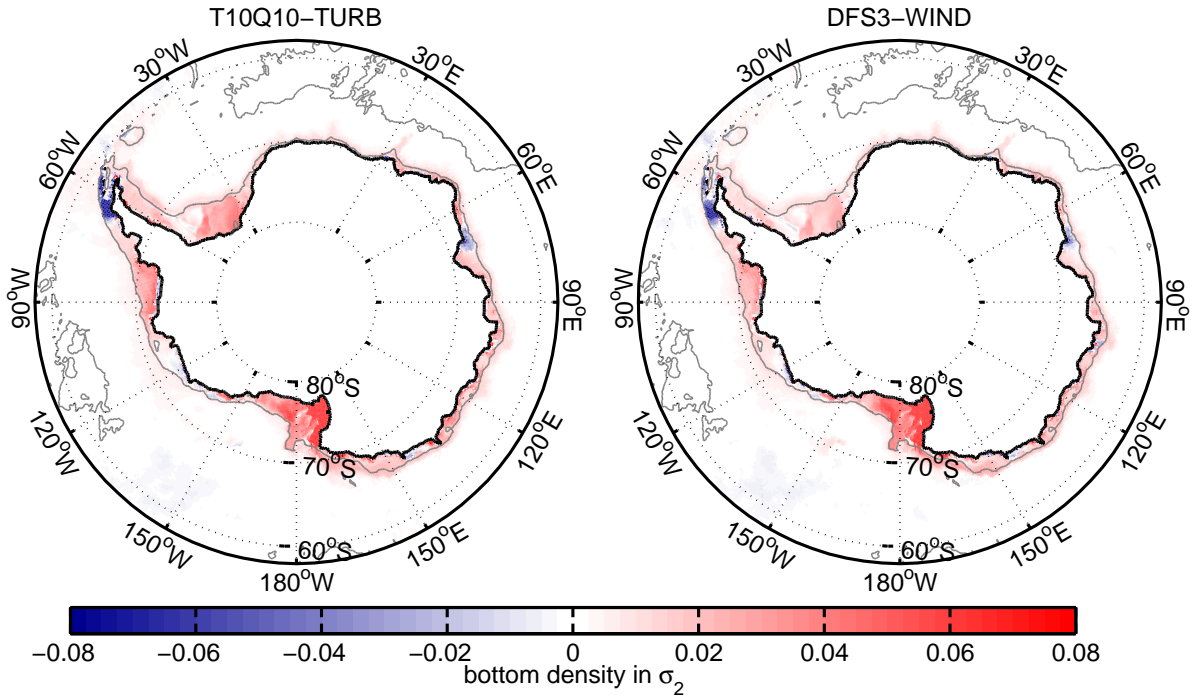 T10Q10−TURB
DFS3−WIND
30°W
30°E
60°W
60°E
90°W
90°E
120°W
120°E
150°W
150°E
180°W
80°S
70°S
60°S
30°W
30°E
60°W
60°E
90°W
90°E
120°W
120°E
150°W
150°E
180°W
80°S
70°S
60°S
−0.08 −0.06 −0.04 −0.02 0 0.02 0.04 0.06 0.08
bottom density in σ₂